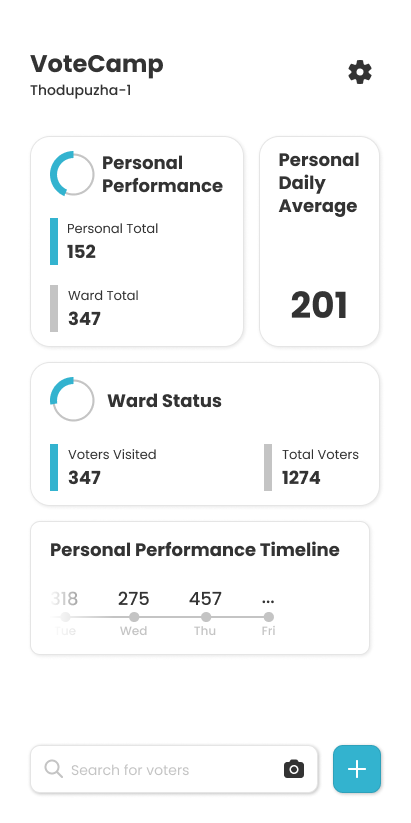 VoteCamp
Thodupuzha-1
Personal
Performance
Personal Total
152
Ward Total
347
Personal
Daily
Average
201
Ward Status
Voters Visited
347
Total Voters
1274
Personal Performance Timeline
318 275 457 ...
Tue Wed Thu Fri
Search for voters